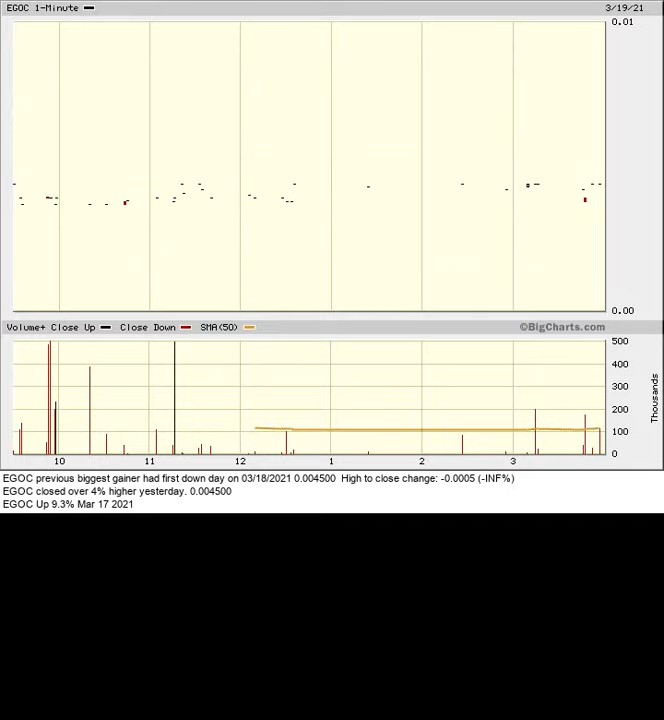 EGOC 1-Minute 3/19/21
0.01
0.00
Volume+ Close Up Close Down SMA(50) ©BigCharts.com
500
400
300
200
100
0
Thousands
10 11 12 1 2 3
EGOC previous biggest gainer had first down day on 03/18/2021 0.004500 High to close change: -0.0005 (-INF%)
EGOC closed over 4% higher yesterday. 0.004500
EGOC Up 9.3% Mar 17 2021